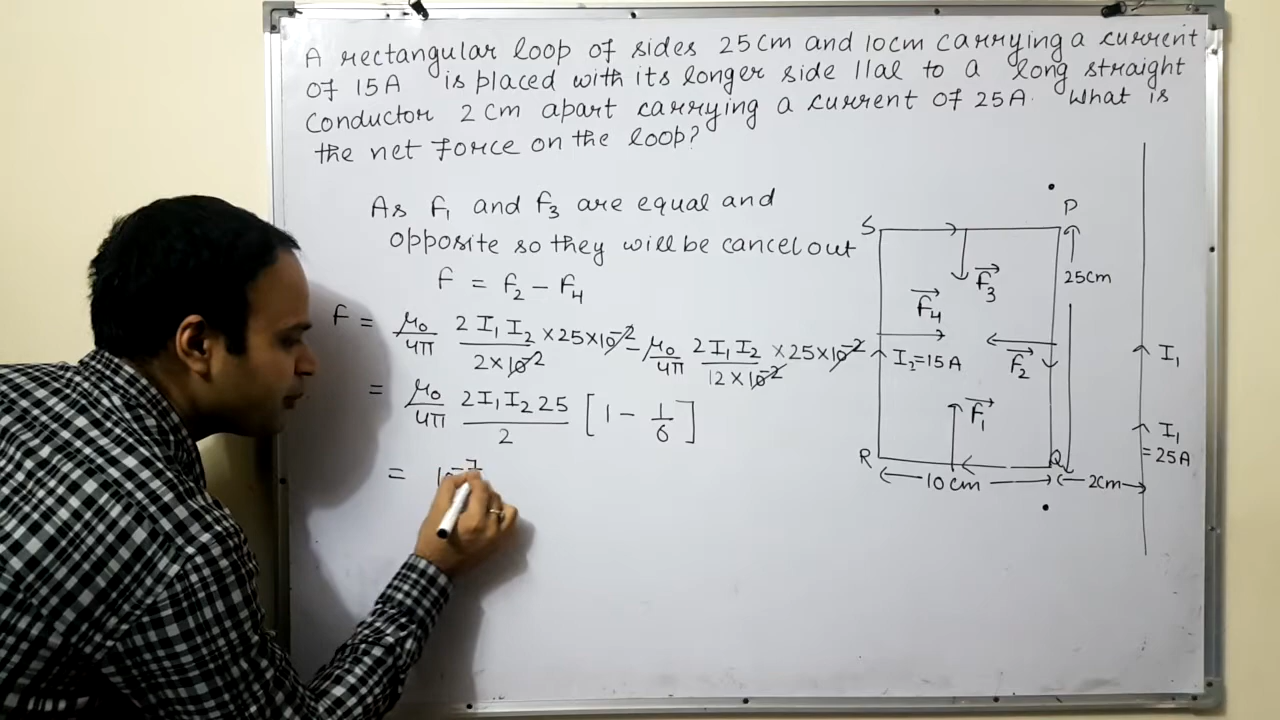 A rectangular loop of sides 25cm and 10cm carrying a current
of 15A is placed with its longer side llal to a long straight
Conductor 2cm apart carrying a current of 25A. What is
the net force on the loop?
As F₁ and F₃ are equal and
opposite so they will be cancel out
F = F₂ - F₄
F = μ₀/4π 2I₁I₂/2×10⁻² ×25×10⁻² - μ₀/4π 2I₁I₂/12×10⁻² ×25×10⁻²
= μ₀/4π 2I₁I₂25/2 [1 - 1/6]
= 10⁻⁷
S
P
F₃
25cm
F₄
I₂=15A
F₂
I₁
F₁
I₁
=25A
R
Q
10cm
2cm